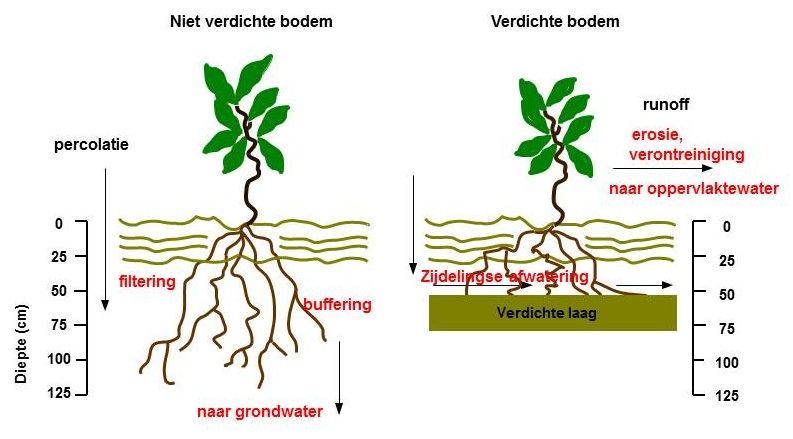 Niet verdichte bodem
percolatie
0
25
50
75
100
125
Diepte (cm)
filtering
buffering
naar grondwater
Verdichte bodem
runoff
erosie,
verontreiniging
naar oppervlaktewater
Zijdelingse afwatering
Verdichte laag
0
25
50
75
100
125